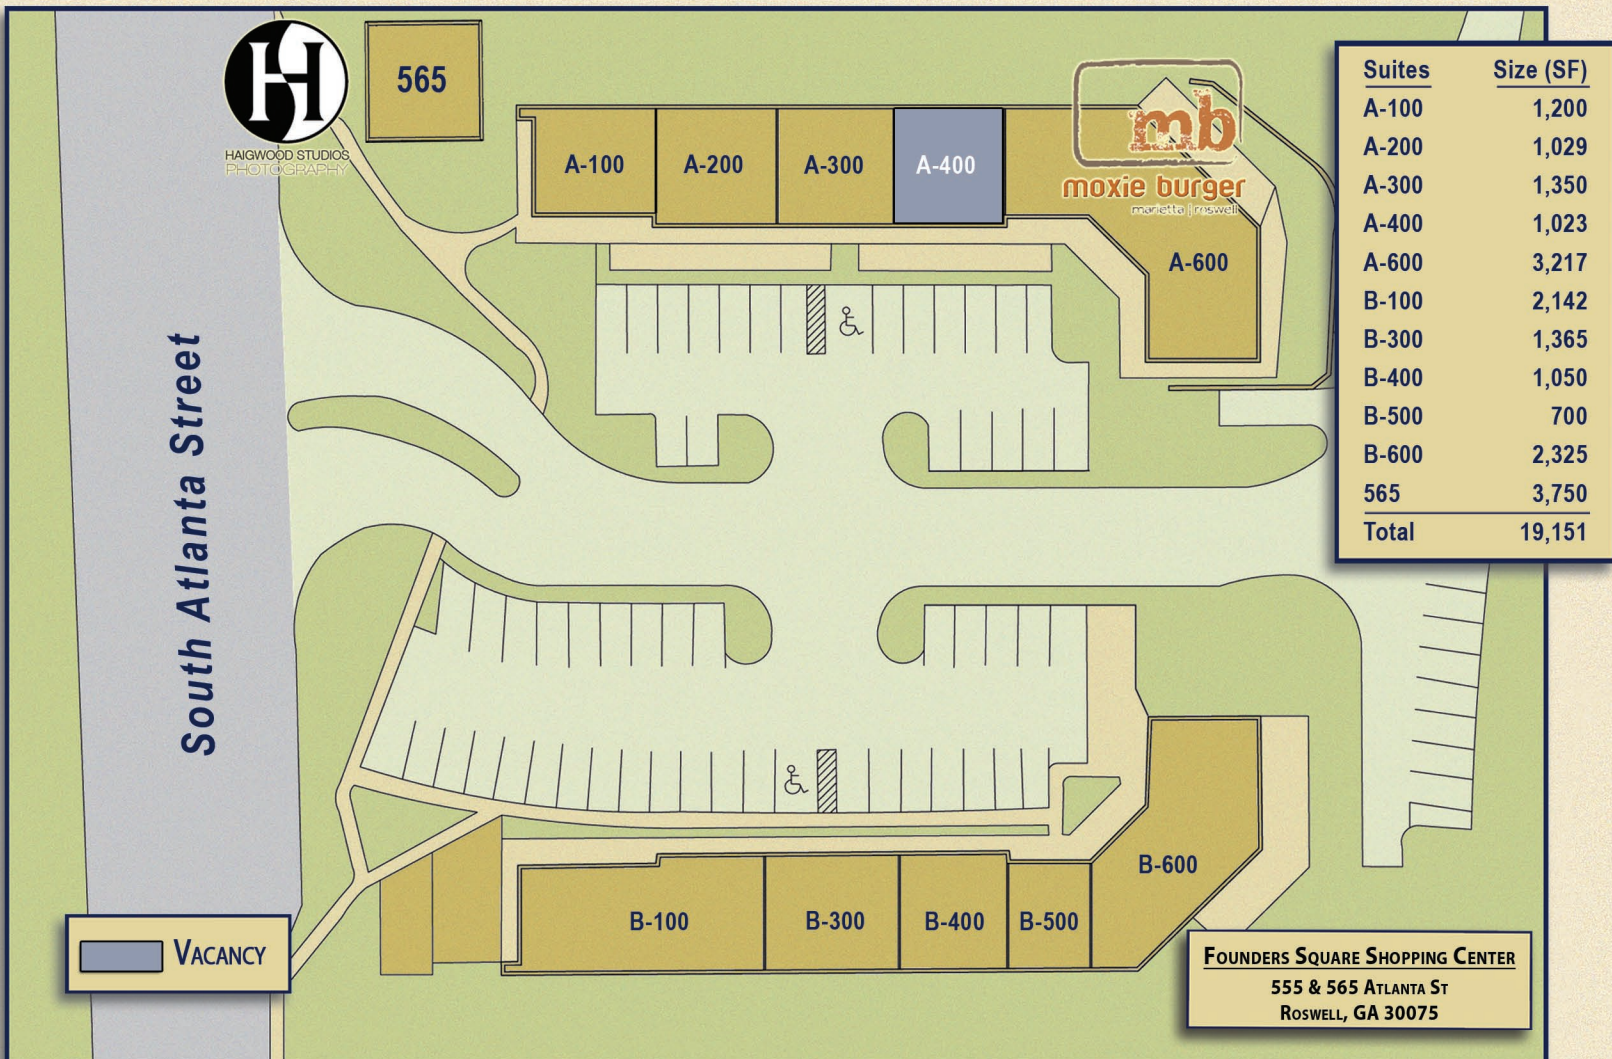 H
HAIGWOOD STUDIOS
PHOTOGRAPHY
565
A-100
A-200
A-300
A-400
mb
moxie burger
marietta | roswell
A-600
Suites Size (SF)
A-100 1,200
A-200 1,029
A-300 1,350
A-400 1,023
A-600 3,217
B-100 2,142
B-300 1,365
B-400 1,050
B-500 700
B-600 2,325
565 3,750
Total 19,151
South Atlanta Street
B-600
B-100
B-300
B-400
B-500
VACANCY
FOUNDERS SQUARE SHOPPING CENTER
555 & 565 ATLANTA ST
ROSWELL, GA 30075